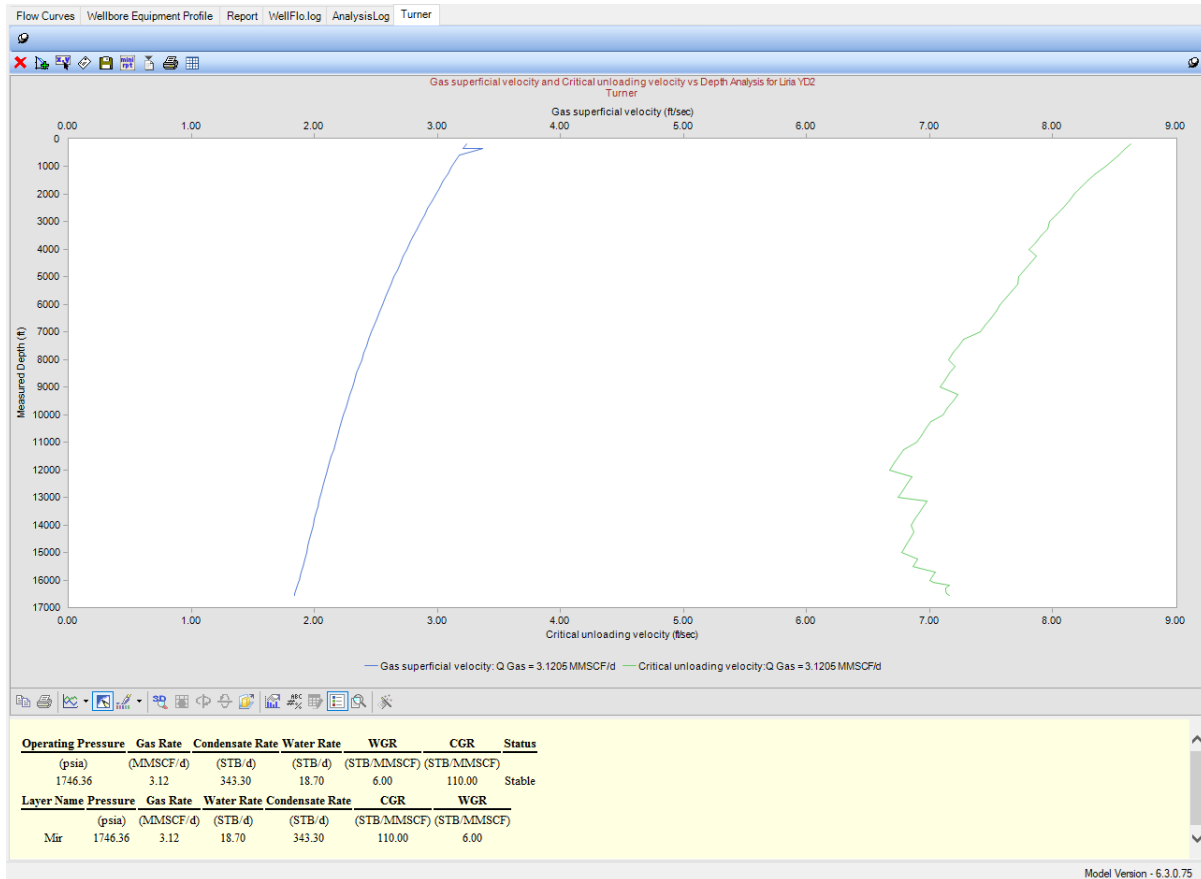 Flow Curves Wellbore Equipment Profile Report WellFlo.log AnalysisLog Turner
x,y mini rpt
Gas superficial velocity and Critical unloading velocity vs Depth Analysis for Liria YD2
Turner
Gas superficial velocity (ft/sec)
0.00 1.00 2.00 3.00 4.00 5.00 6.00 7.00 8.00 9.00
0
1000
2000
3000
4000
5000
6000
7000
8000
9000
10000
11000
12000
13000
14000
15000
16000
17000
Measured Depth (ft)
0.00 1.00 2.00 3.00 4.00 5.00 6.00 7.00 8.00 9.00
Critical unloading velocity (ft/sec)
Gas superficial velocity: Q Gas = 3.1205 MMSCF/d Critical unloading velocity:Q Gas = 3.1205 MMSCF/d
3D ABC #%
Operating Pressure Gas Rate Condensate Rate Water Rate WGR CGR Status
(psia) (MMSCF/d) (STB/d) (STB/d) (STB/MMSCF) (STB/MMSCF)
1746.36 3.12 343.30 18.70 6.00 110.00 Stable
Layer Name Pressure Gas Rate Water Rate Condensate Rate CGR WGR
(psia) (MMSCF/d) (STB/d) (STB/d) (STB/MMSCF) (STB/MMSCF)
Mir 1746.36 3.12 18.70 343.30 110.00 6.00
Model Version - 6.3.0.75